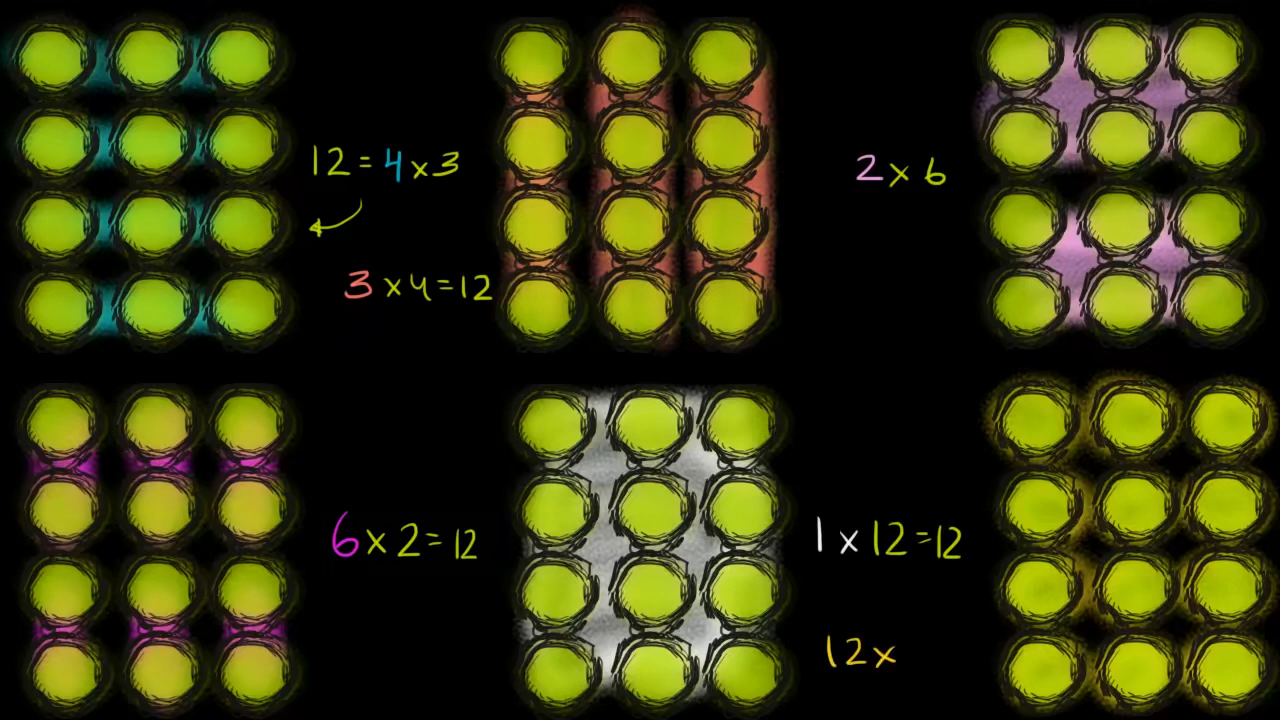 12 = 4 x 3
3 x 4 = 12
2 x 6
6 x 2 = 12
1 x 12 = 12
12 x